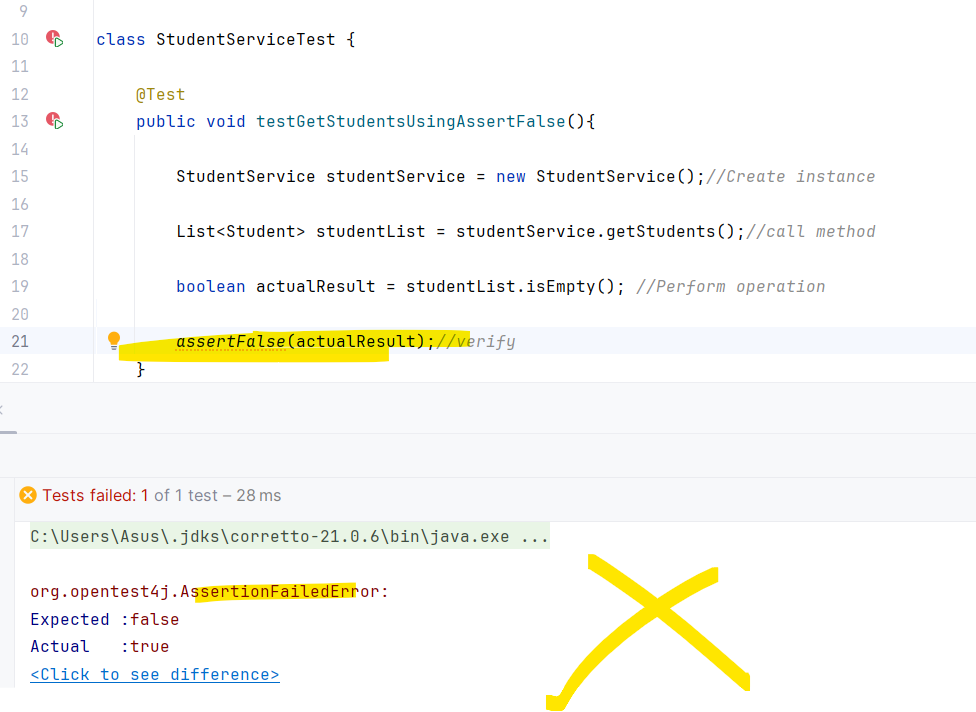 9
10 class StudentServiceTest {
11
12 @Test
13 public void testGetStudentsUsingAssertFalse(){
14
15 StudentService studentService = new StudentService();//Create instance
16
17 List<Student> studentList = studentService.getStudents();//call method
18
19 boolean actualResult = studentList.isEmpty(); //Perform operation
20
21 assertFalse(actualResult);//verify
22 }
Tests failed: 1 of 1 test – 28 ms
C:\Users\Asus\.jdks\corretto-21.0.6\bin\java.exe ...
org.opentest4j.AssertionFailedError:
Expected :false
Actual   :true
<Click to see difference>